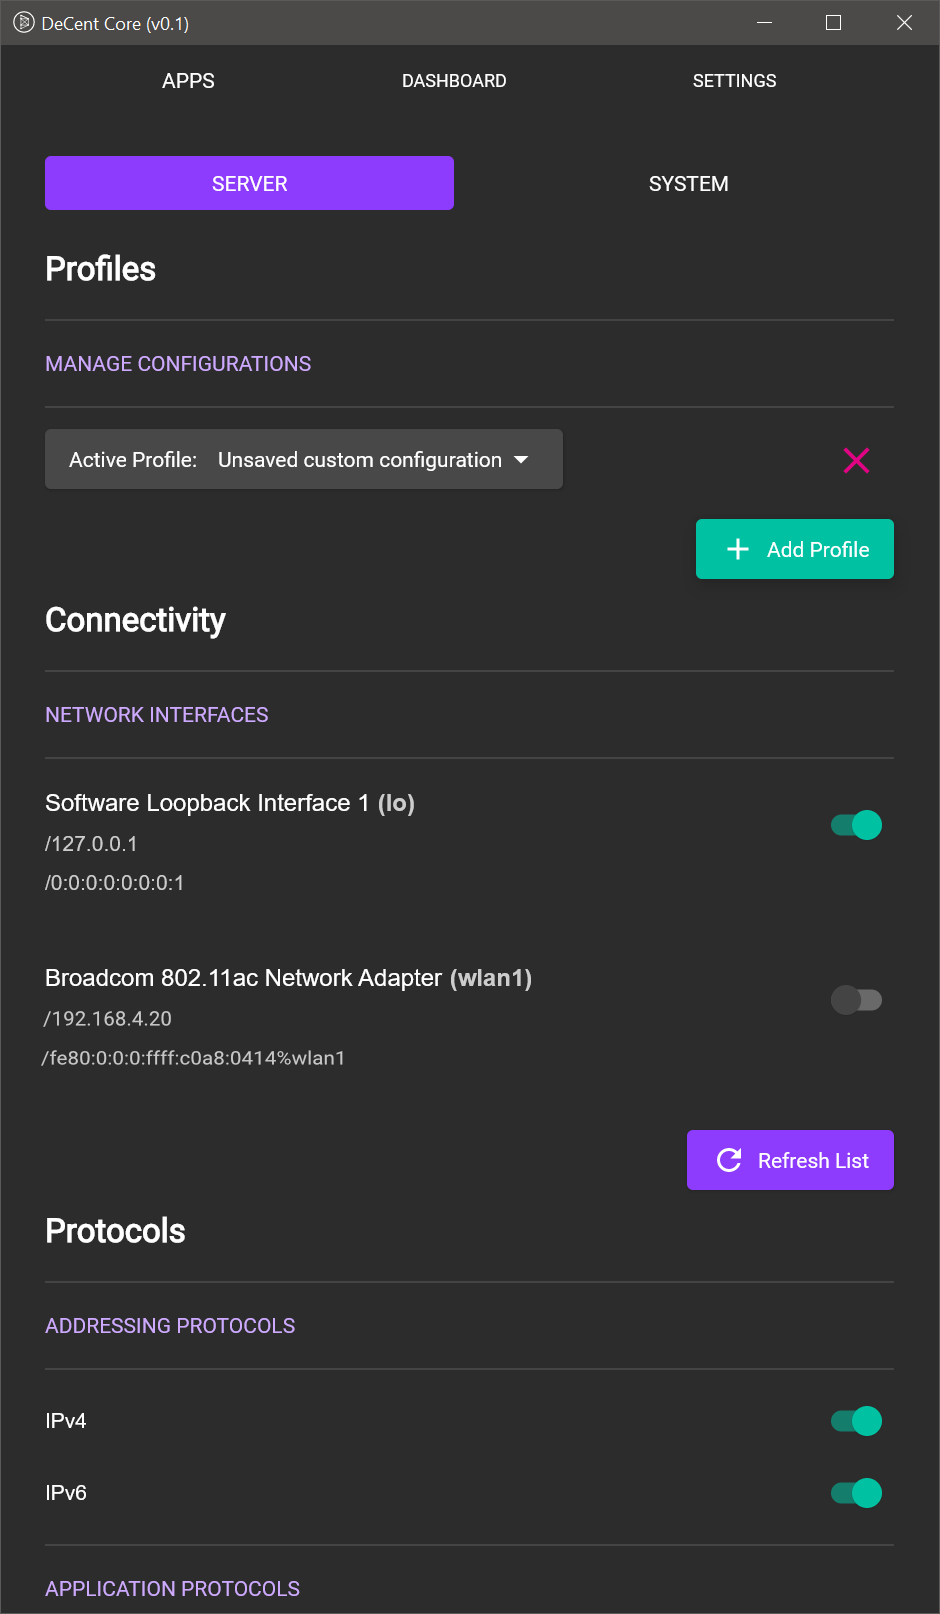 DeCent Core (v0.1)
APPS DASHBOARD SETTINGS
SERVER SYSTEM
Profiles
MANAGE CONFIGURATIONS
Active Profile: Unsaved custom configuration
Add Profile
Connectivity
NETWORK INTERFACES
Software Loopback Interface 1 (lo)
/127.0.0.1
/0:0:0:0:0:0:0:1
Broadcom 802.11ac Network Adapter (wlan1)
/192.168.4.20
/fe80:0:0:0:ffff:c0a8:0414%wlan1
Refresh List
Protocols
ADDRESSING PROTOCOLS
IPv4
IPv6
APPLICATION PROTOCOLS